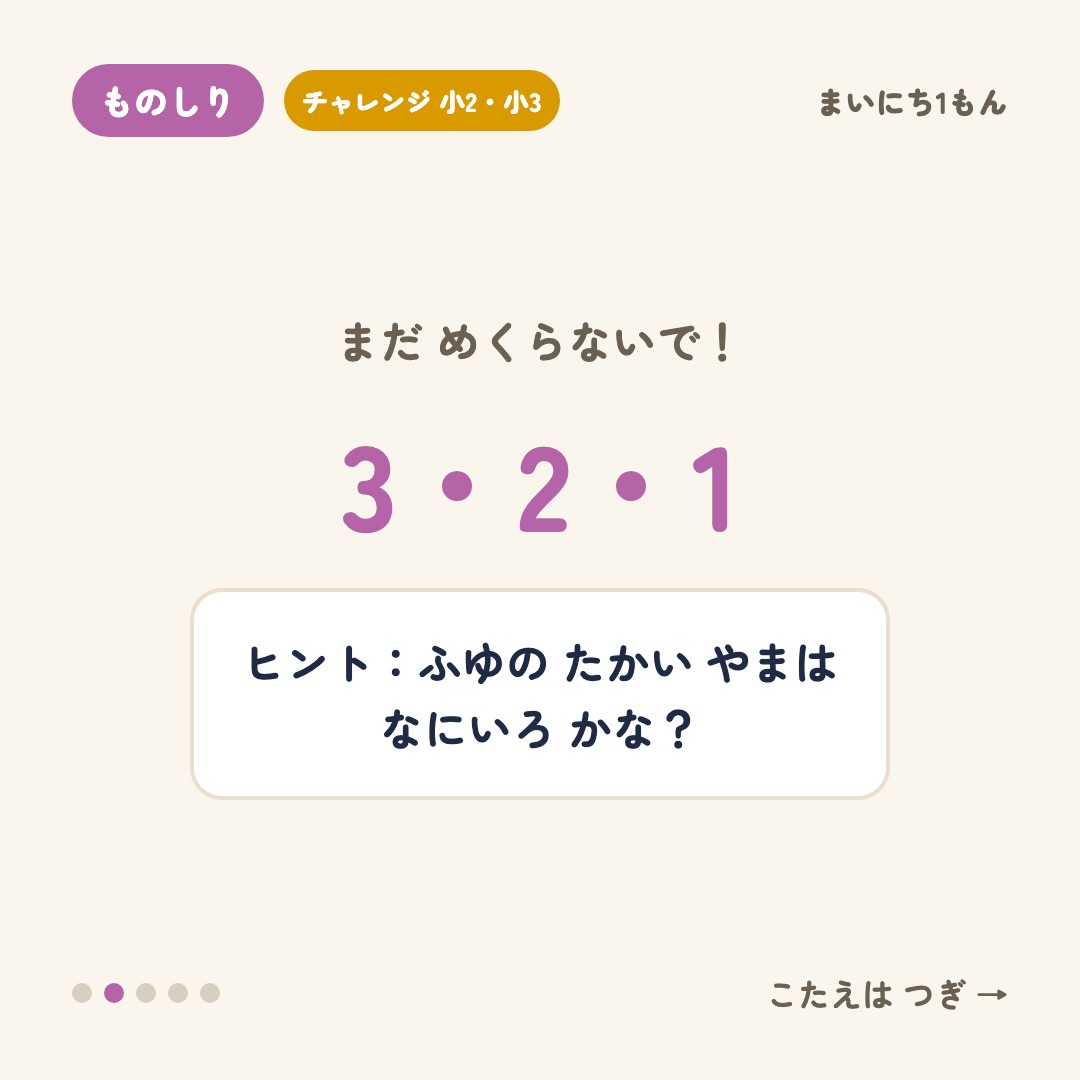 ものしり
チャレンジ 小2・小3
まいにち1もん
まだ めくらないで！
3・2・1
ヒント：ふゆの たかい やまは
なにいろ かな？
こたえは つぎ →